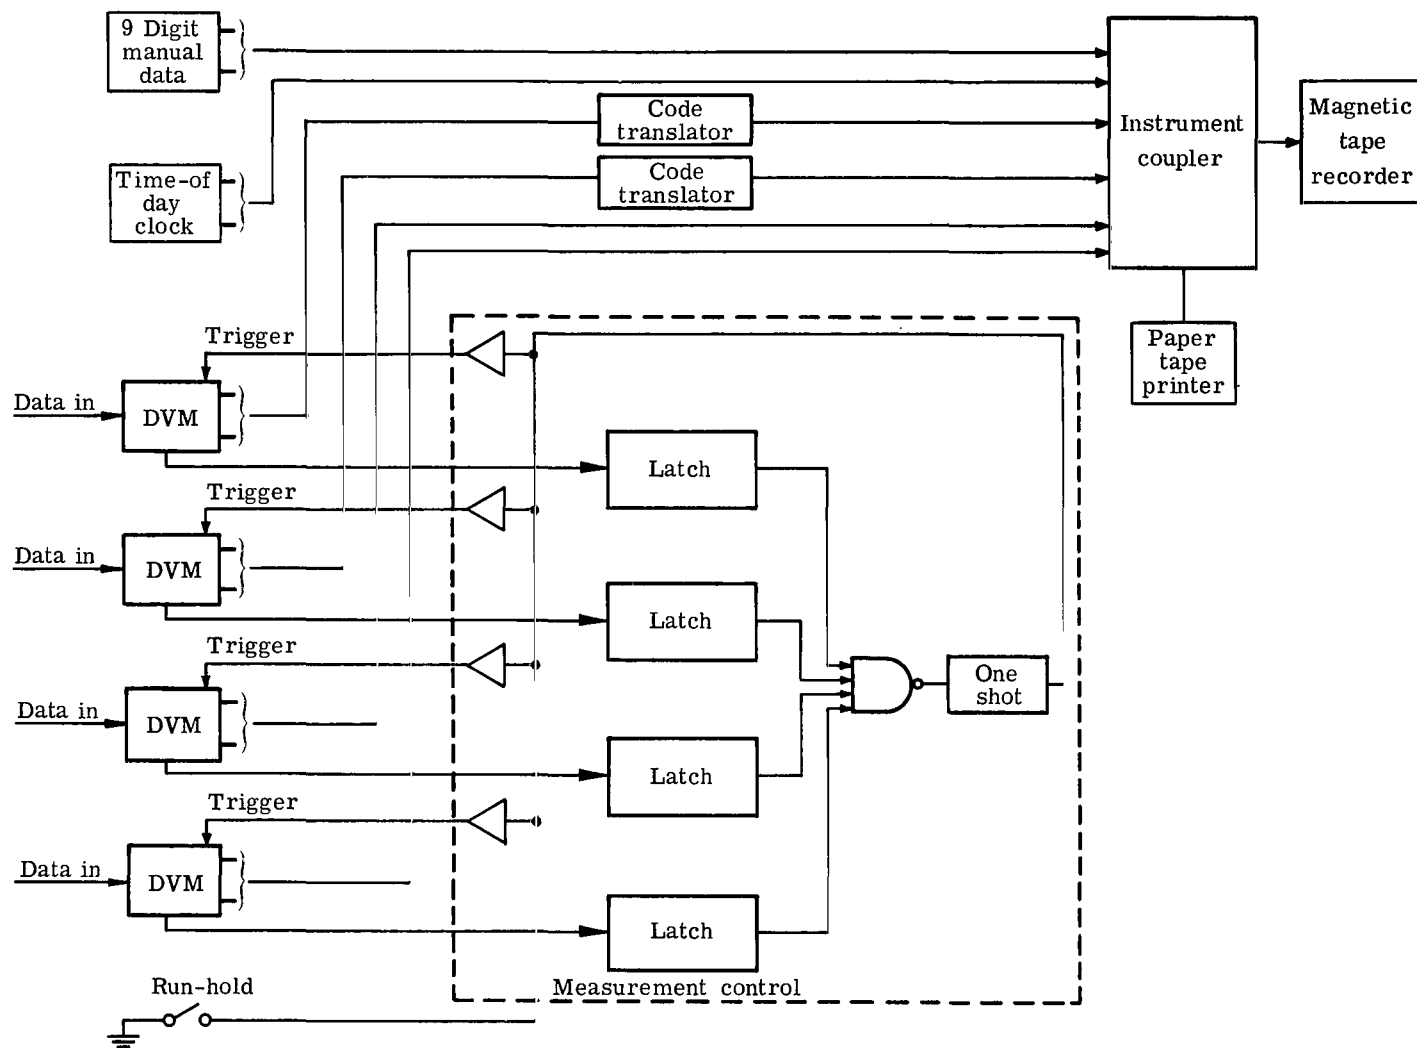 9 Digit
manual
data
Time-of
day
clock
Code
translator
Code
translator
Instrument
coupler
Magnetic
tape
recorder
Paper
tape
printer
Trigger
Data in
DVM
Latch
Trigger
Data in
DVM
Latch
Trigger
Data in
DVM
One
shot
Latch
Trigger
Data in
DVM
Latch
Run-hold
Measurement control